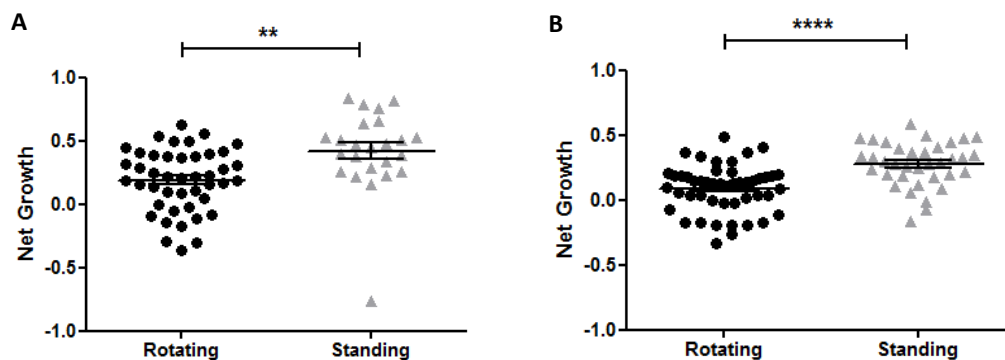 A
**
Net Growth
1.0
0.5
0.0
-0.5
-1.0
Rotating
Standing
B
****
Net Growth
1.0
0.5
0.0
-0.5
-1.0
Rotating
Standing